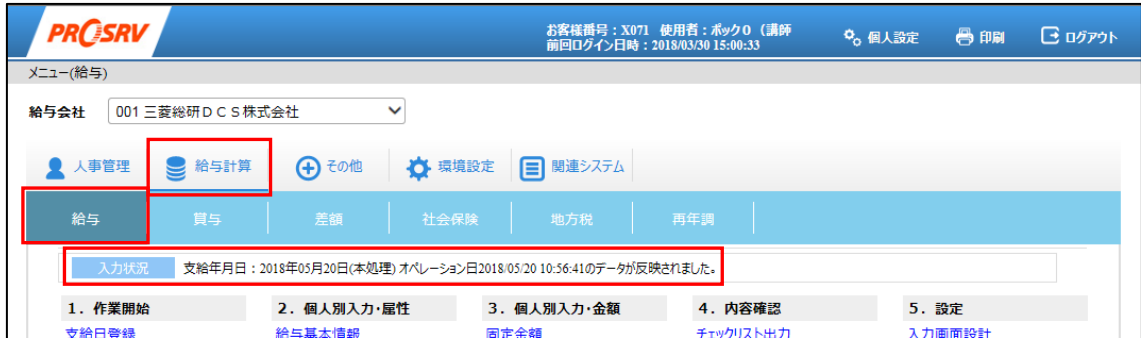 PROSRV
お客様番号：X071 使用者：ボック０（講師
前回ログイン日時：2018/03/30 15:00:33
個人設定
印刷
ログアウト
メニュー(給与)
給与会社 001 三菱総研ＤＣＳ株式会社
人事管理 給与計算 その他 環境設定 関連システム
給与 賞与 差額 社会保険 地方税 再年調
入力状況 支給年月日：2018年05月20日(本処理) オペレーション日2018/05/20 10:56:41のデータが反映されました。
1．作業開始 2．個人別入力･属性 3．個人別入力･金額 4．内容確認 5．設定
支給日登録 給与基本情報 固定金額 チェックリスト出力 入力画面設計